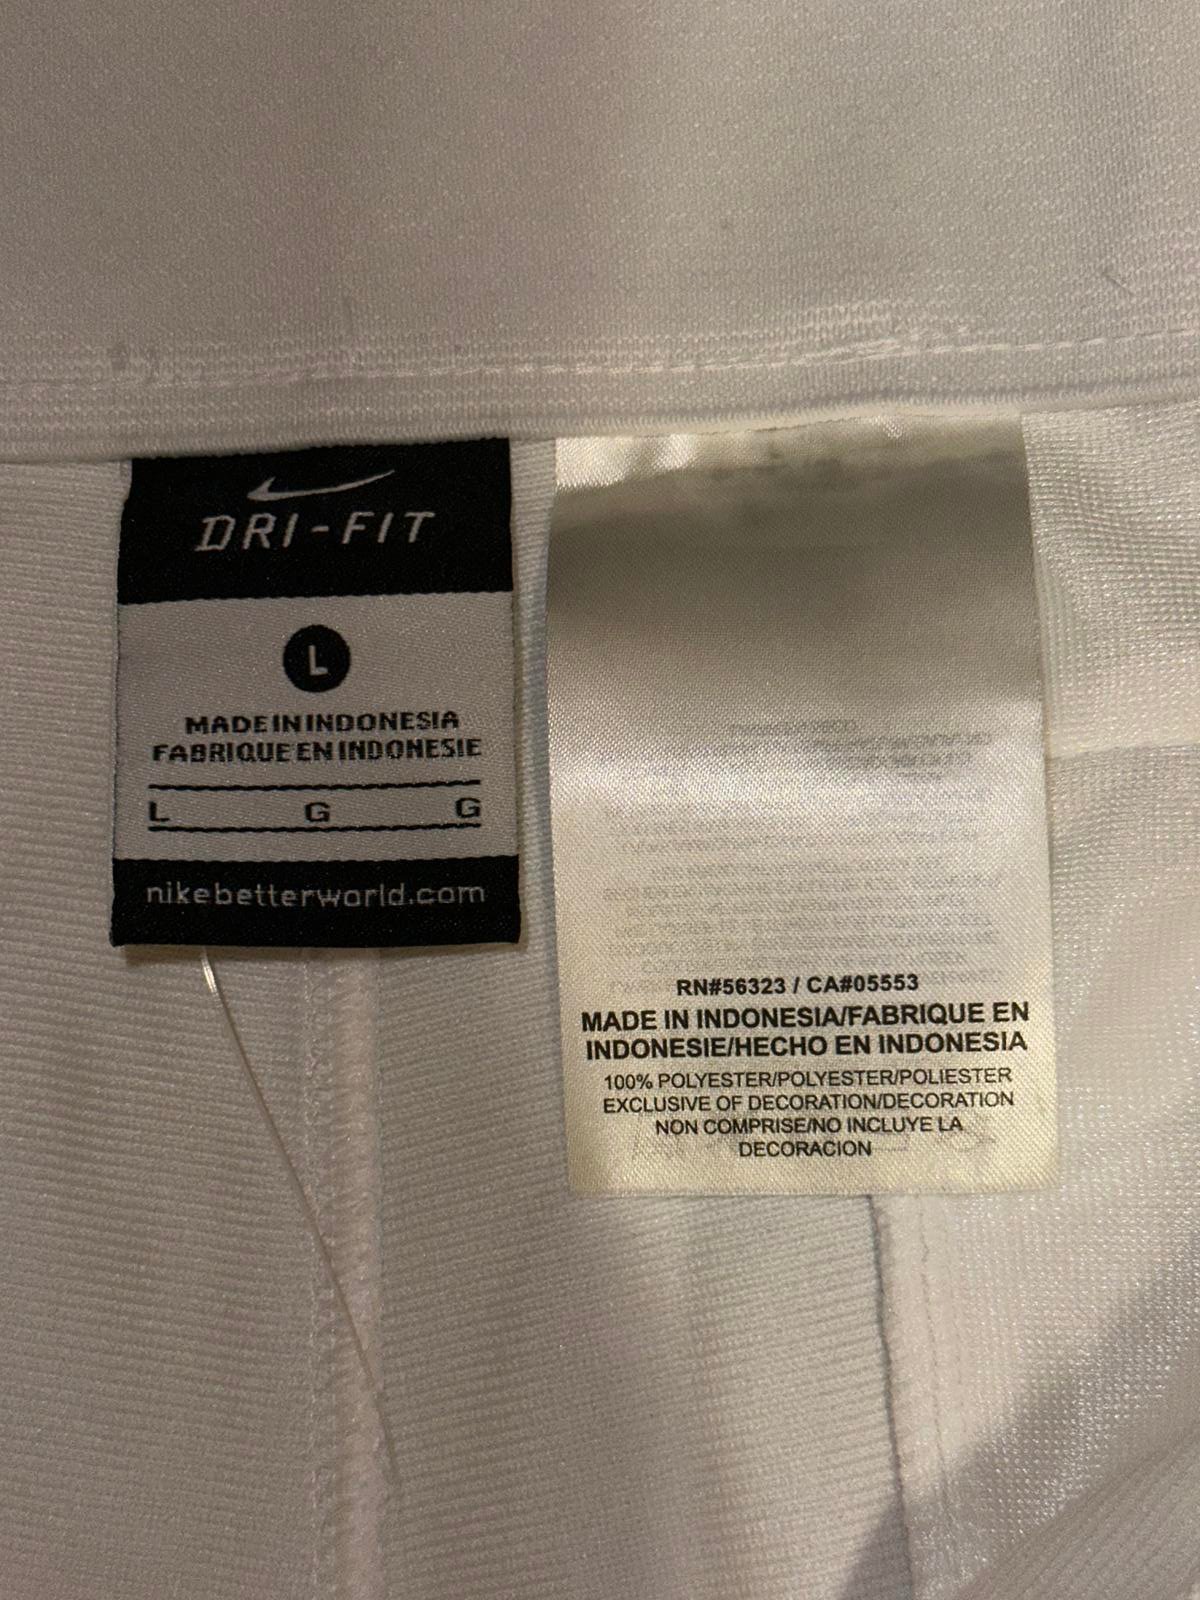 DRI-FIT
L
MADE IN INDONESIA
FABRIQUE EN INDONESIE
L G G
nikebetterworld.com
RN#56323 / CA#05553
MADE IN INDONESIA/FABRIQUE EN
INDONESIE/HECHO EN INDONESIA
100% POLYESTER/POLYESTER/POLIESTER
EXCLUSIVE OF DECORATION/DECORATION
NON COMPRISE/NO INCLUYE LA
DECORACION